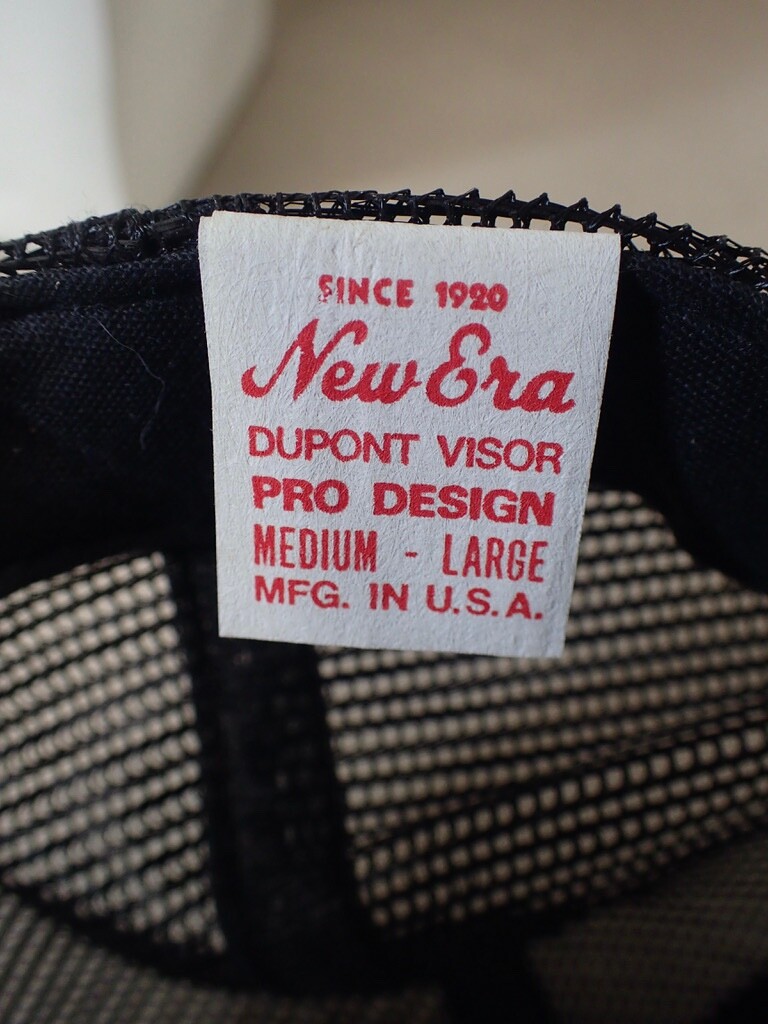 SINCE 1920
New Era
DUPONT VISOR
PRO DESIGN
MEDIUM - LARGE
MFG. IN U.S.A.